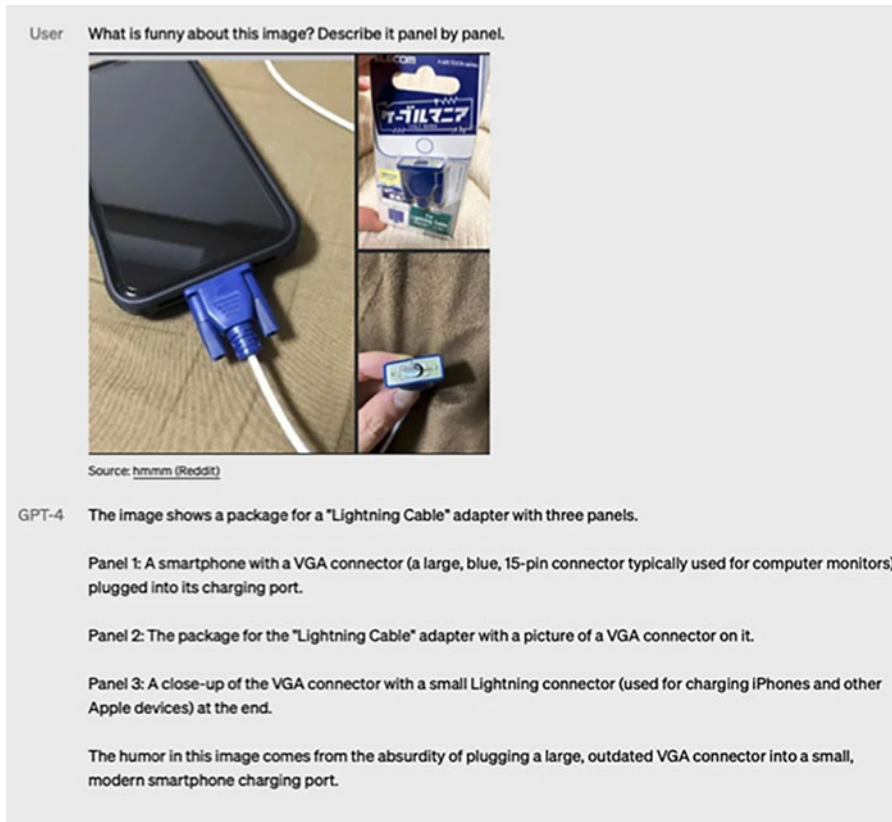 User What is funny about this image? Describe it panel by panel.
ELECOM
ケーブルマニア
Source: hmmm (Reddit)
GPT-4 The image shows a package for a "Lightning Cable" adapter with three panels.
Panel 1: A smartphone with a VGA connector (a large, blue, 15-pin connector typically used for computer monitors)
plugged into its charging port.
Panel 2: The package for the "Lightning Cable" adapter with a picture of a VGA connector on it.
Panel 3: A close-up of the VGA connector with a small Lightning connector (used for charging iPhones and other
Apple devices) at the end.
The humor in this image comes from the absurdity of plugging a large, outdated VGA connector into a small,
modern smartphone charging port.